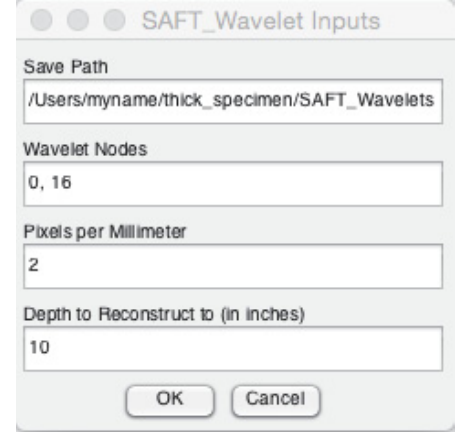 SAFT_Wavelet Inputs
Save Path
/Users/myname/thick_specimen/SAFT_Wavelets
Wavelet Nodes
0, 16
Pixels per Millimeter
2
Depth to Reconstruct to (in inches)
10
OK Cancel